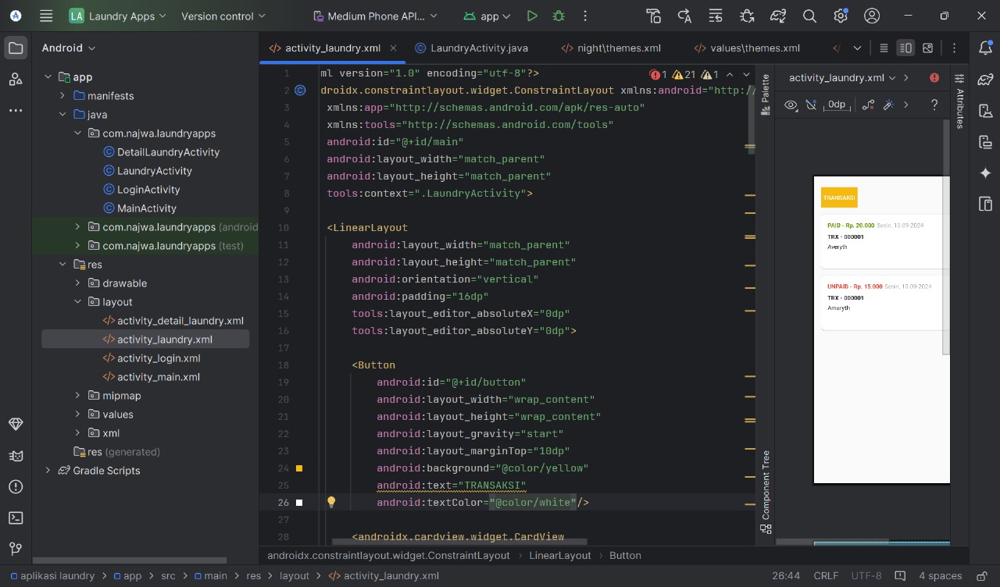 LA Laundry Apps Version control Medium Phone API... app
Android
app
manifests
java
com.najwa.laundryapps
DetailLaundryActivity
LaundryActivity
LoginActivity
MainActivity
com.najwa.laundryapps (android
com.najwa.laundryapps (test)
res
drawable
layout
activity_detail_laundry.xml
activity_laundry.xml
activity_login.xml
activity_main.xml
mipmap
values
xml
res (generated)
Gradle Scripts
activity_laundry.xml LaundryActivity.java night\themes.xml values\themes.xml
1 21 1
1 ml version="1.0" encoding="utf-8"?>
2 droidx.constraintlayout.widget.ConstraintLayout xmlns:android="http:/
3 xmlns:app="http://schemas.android.com/apk/res-auto"
4 xmlns:tools="http://schemas.android.com/tools"
5 android:id="@+id/main"
6 android:layout_width="match_parent"
7 android:layout_height="match_parent"
8 tools:context=".LaundryActivity">
9
10 <LinearLayout
11 android:layout_width="match_parent"
12 android:layout_height="match_parent"
13 android:orientation="vertical"
14 android:padding="16dp"
15 tools:layout_editor_absoluteX="0dp"
16 tools:layout_editor_absoluteY="0dp">
17
18 <Button
19 android:id="@+id/button"
20 android:layout_width="wrap_content"
21 android:layout_height="wrap_content"
22 android:layout_gravity="start"
23 android:layout_marginTop="10dp"
24 android:background="@color/yellow"
25 android:text="TRANSAKSI"
26 android:textColor="@color/white"/>
27
28 <androidx.cardview.widget.CardView
Palette
Component Tree
activity_laundry.xml
0dp
?
Attributes
TRANSAKSI
PAID - Rp. 20.000 Senin, 10-09-2024
TRX - 000001
Averyth
UNPAID - Rp. 15.000 Senin, 10-09-2024
TRX - 000001
Ameryth
androidx.constraintlayout.widget.ConstraintLayout > LinearLayout > Button
aplikasi laundry > app > src > main > res > layout > activity_laundry.xml 26:44 CRLF UTF-8 4 spaces